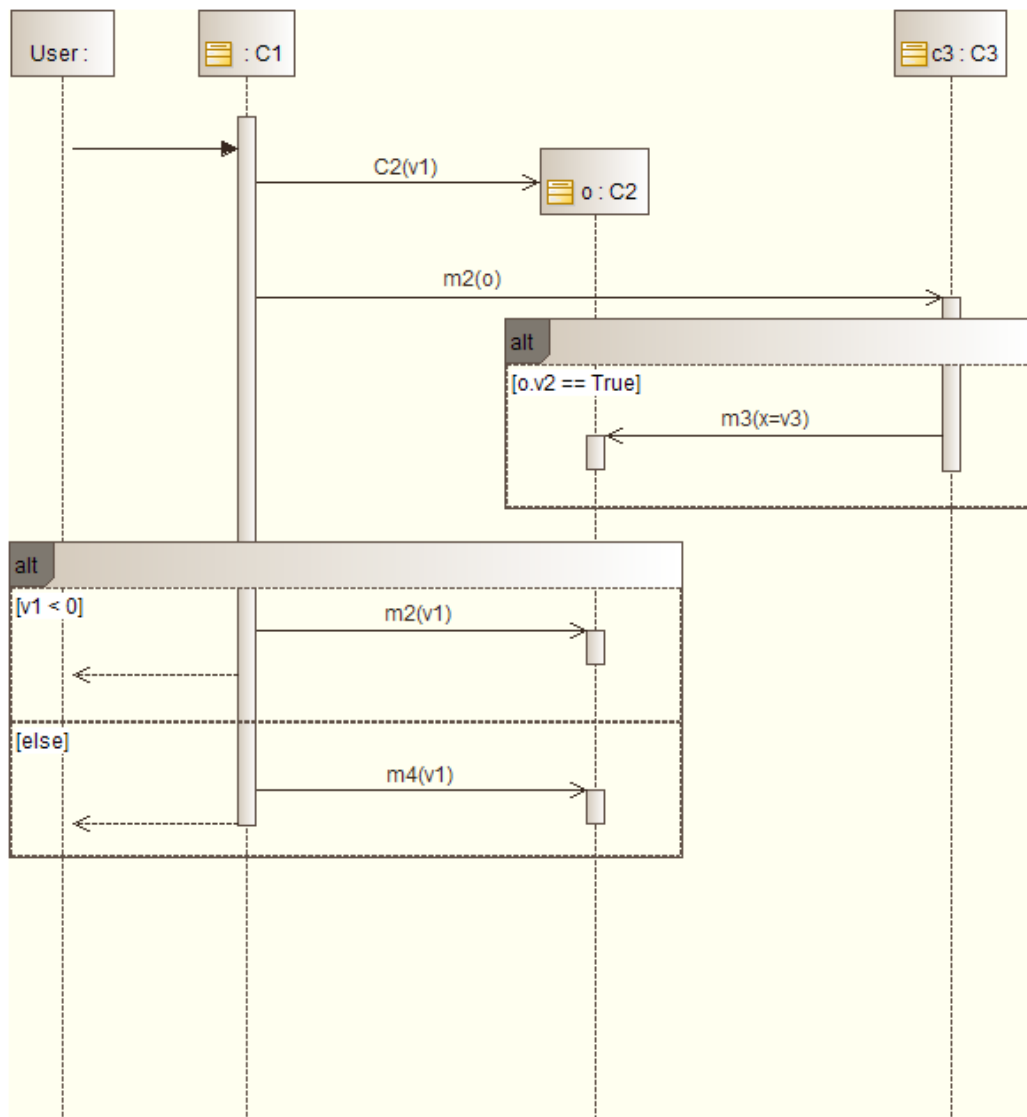 User :
: C1
c3 : C3
C2(v1)
o : C2
m2(o)
alt
[o.v2 == True]
m3(x=v3)
alt
[v1 < 0]
m2(v1)
[else]
m4(v1)